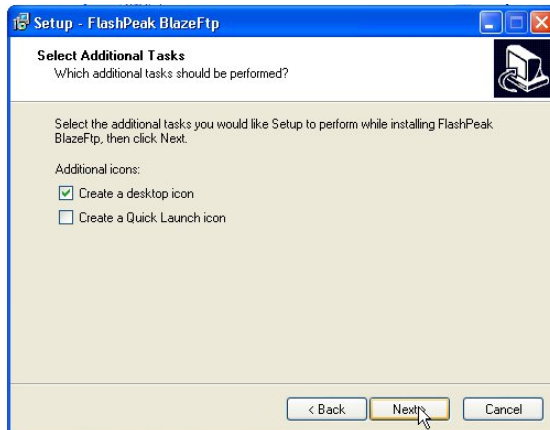 Setup - FlashPeak BlazeFtp
Select Additional Tasks
Which additional tasks should be performed?
Select the additional tasks you would like Setup to perform while installing FlashPeak
BlazeFtp, then click Next.
Additional icons:
Create a desktop icon
Create a Quick Launch icon
< Back
Next >
Cancel